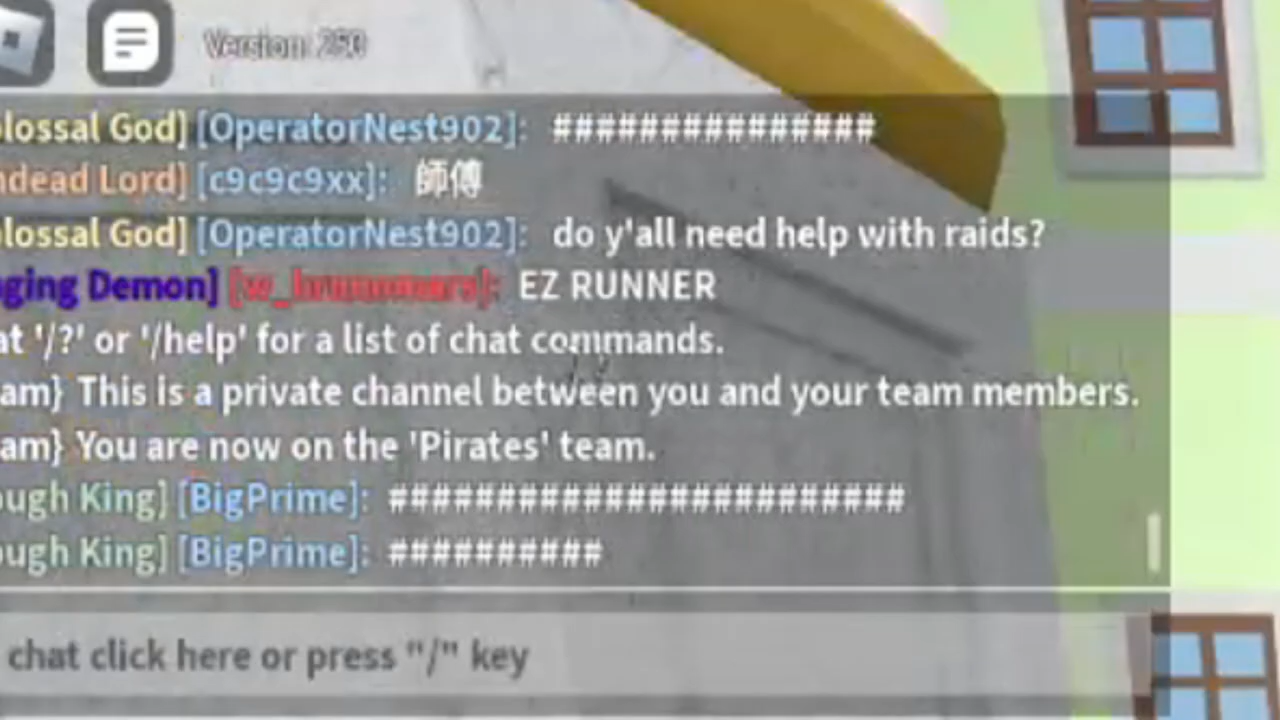 Version: 250
olossal God] [OperatorNest902]: ###############
ndead Lord] [c9c9c9xx]: 師傅
olossal God] [OperatorNest902]: do y'all need help with raids?
ging Demon] EZ RUNNER
at '/?' or '/help' for a list of chat commands.
am} This is a private channel between you and your team members.
am} You are now on the 'Pirates' team.
ough King] [BigPrime]: ########################
ough King] [BigPrime]: ##########
chat click here or press "/" key